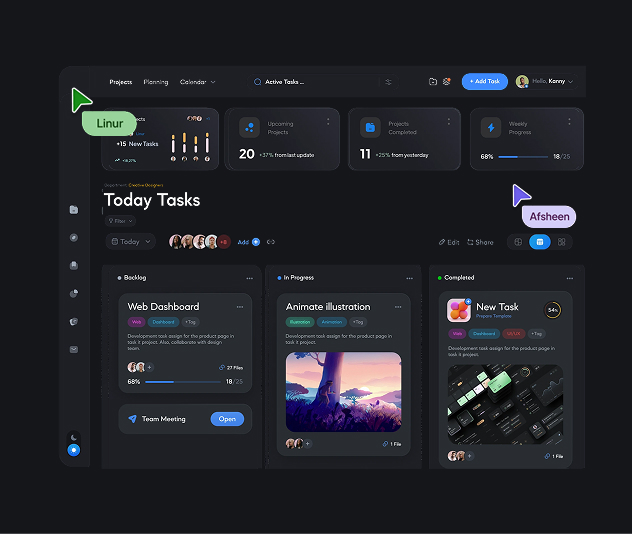 Projects
Planning
Calendar
Active Tasks ...
+ Add Task
Hello, Kanny
Linur
+15 New Tasks
+18.27%
Upcoming
Projects
20 +37% from last update
Projects
Completed
11 +25% from yesterday
Weekly
Progress
68% 18/25
Department: Creative Designers
Today Tasks
Afsheen
Filter
Today
+8
Add
Edit
Share
Backlog
Web Dashboard
Web
Dashboard
+Tag
Development task assign for the product page in
task it project. Also, collaborate with design
team.
27 Files
68% 18/25
Team Meeting
Open
In Progress
Animate illustration
Illustration
Animation
+Tag
Development task assign for the product page in
task it project.
1 File
Completed
New Task
Prepare Template
54%
Web
Dashboard
UI/UX
+Tag
Development task assign for the product page in
task it project.
1 File